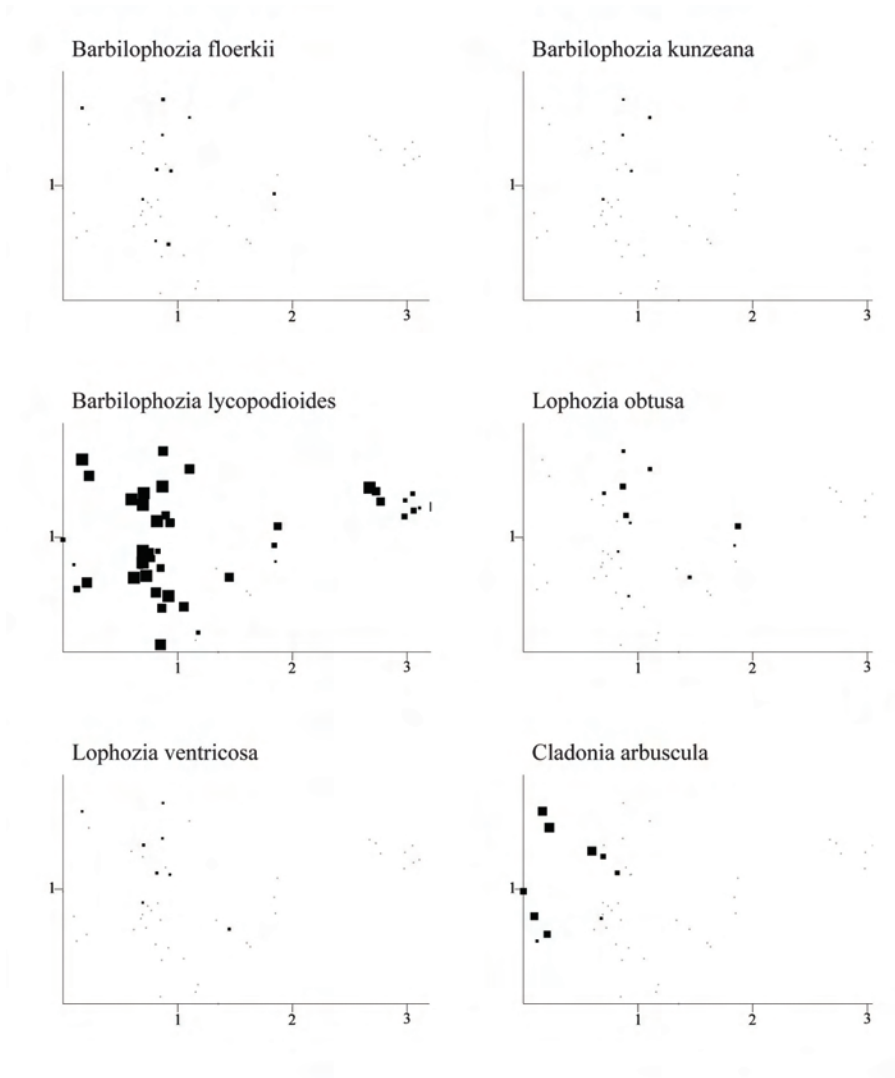 Barbilophozia floerkii
1
1 2 3
Barbilophozia kunzeana
1
1 2 3
Barbilophozia lycopodioides
1
1 2 3
Lophozia obtusa
1
1 2 3
Lophozia ventricosa
1
1 2 3
Cladonia arbuscula
1
1 2 3